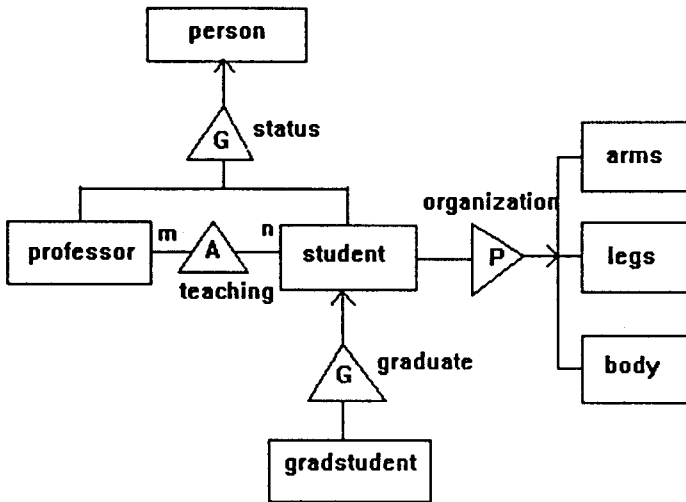 person
G
status
arms
organization
professor
m
A
n
student
P
legs
teaching
G
graduate
body
gradstudent